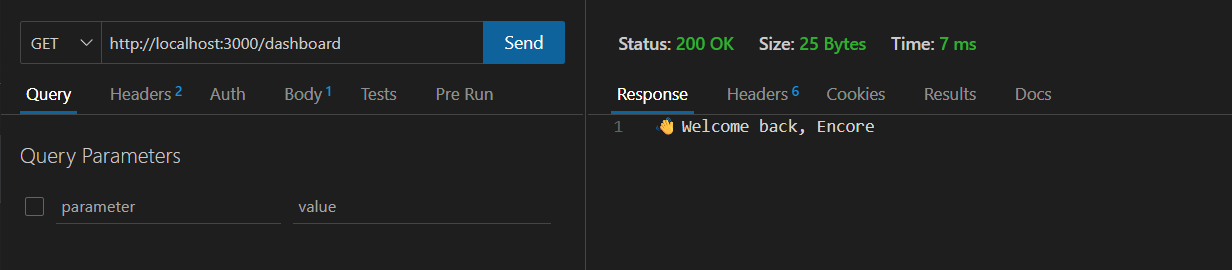 GET http://localhost:3000/dashboard Send
Query Headers 2 Auth Body 1 Tests Pre Run
Query Parameters
parameter value
Status: 200 OK Size: 25 Bytes Time: 7 ms
Response Headers 6 Cookies Results Docs
1 👋 Welcome back, Encore